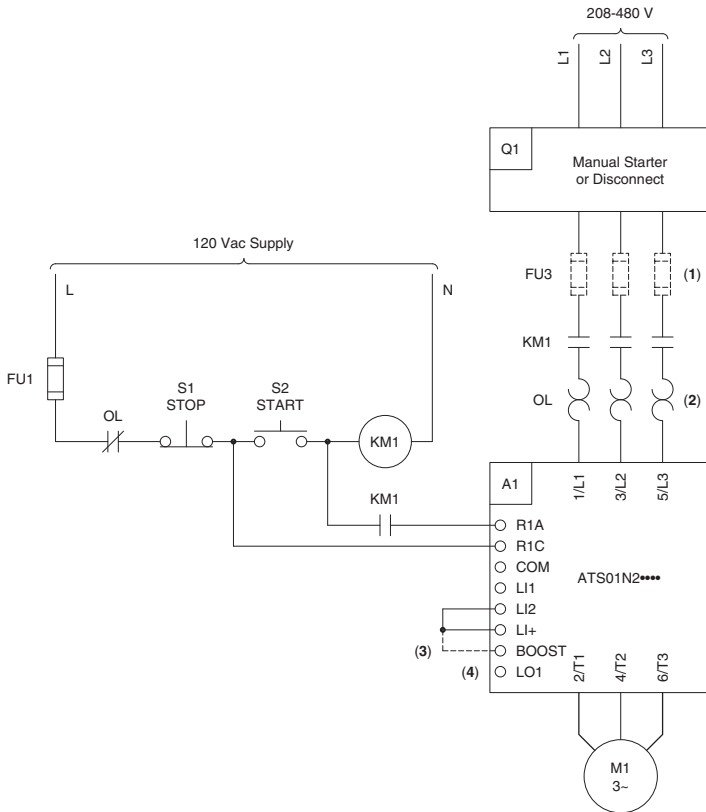 208-480 V
L1
L2
L3
Q1
Manual Starter
or Disconnect
120 Vac Supply
L
N
FU3
(1)
FU1
KM1
S1
STOP
S2
START
OL
KM1
OL
(2)
A1
1/L1
3/L2
5/L3
KM1
R1A
R1C
COM
ATS01N2••••
LI1
LI2
LI+
(3)
BOOST
(4)
LO1
2/T1
4/T2
6/T3
M1
3~